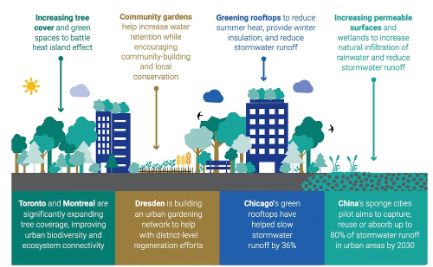 Increasing tree
cover and green
spaces to battle
heat island effect
Community gardens
help increase water
retention while
encouraging
community-building
and local
conservation
Greening rooftops to reduce
summer heat, provide winter
insulation, and reduce
stormwater runoff
Increasing permeable
surfaces and
wetlands to increase
natural infiltration of
rainwater and reduce
stormwater runoff
Toronto and Montreal are
significantly expanding
tree coverage, improving
urban biodiversity and
ecosystem connectivity
Dresden is building
an urban gardening
network to help
with district-level
regeneration efforts
Chicago's green
rooftops have
helped slow
stormwater
runoff by 36%
China's sponge cities
pilot aims to capture,
reuse or absorb up to
80% of stormwater runoff
in urban areas by 2030